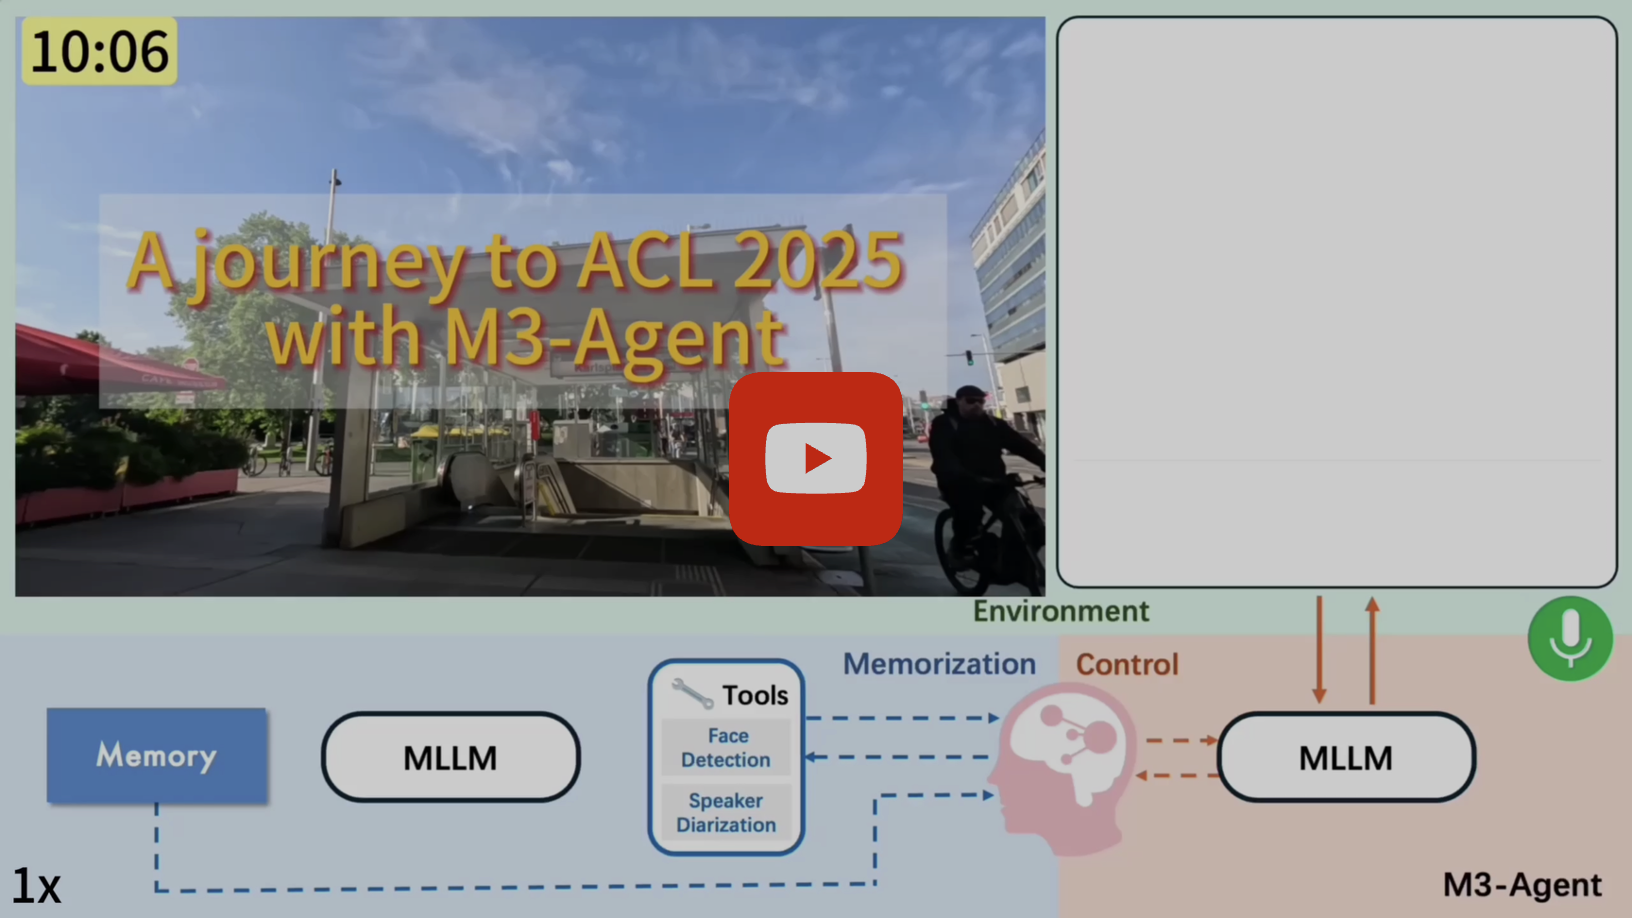 10:06
A journey to ACL 2025
with M3-Agent
Environment
Memorization
Control
Memory
MLLM
Tools
Face
Detection
Speaker
Diarization
MLLM
1x
M3-Agent